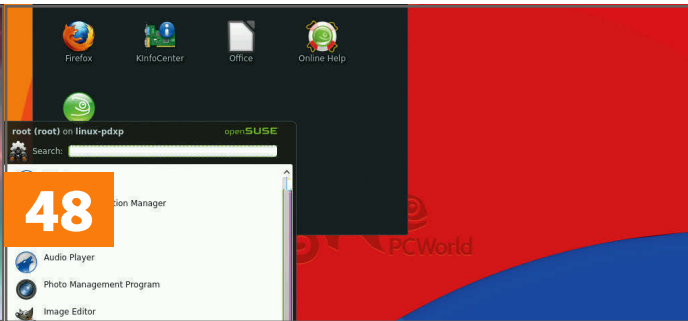 Firefox
KInfoCenter
Office
Online Help
root (root) on linux-pdxp
openSUSE
Search:
48
tion Manager
Audio Player
Photo Management Program
Image Editor
PCWorld